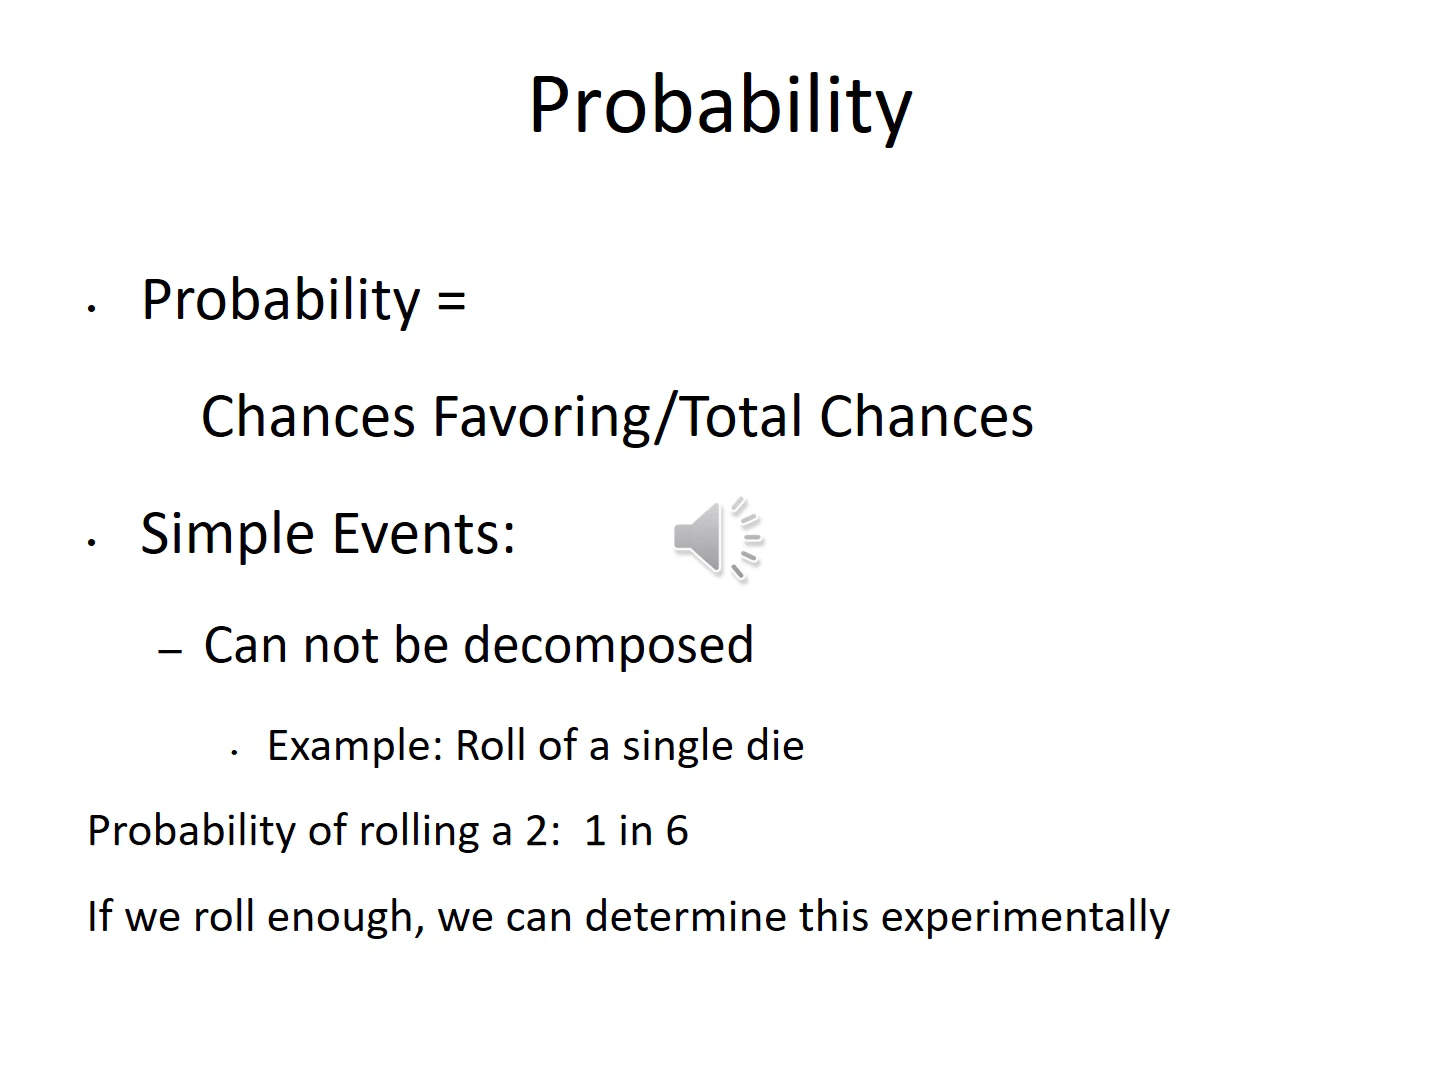 Probability
• Probability =
Chances Favoring/Total Chances
• Simple Events:
– Can not be decomposed
• Example: Roll of a single die
Probability of rolling a 2:  1 in 6
If we roll enough, we can determine this experimentally